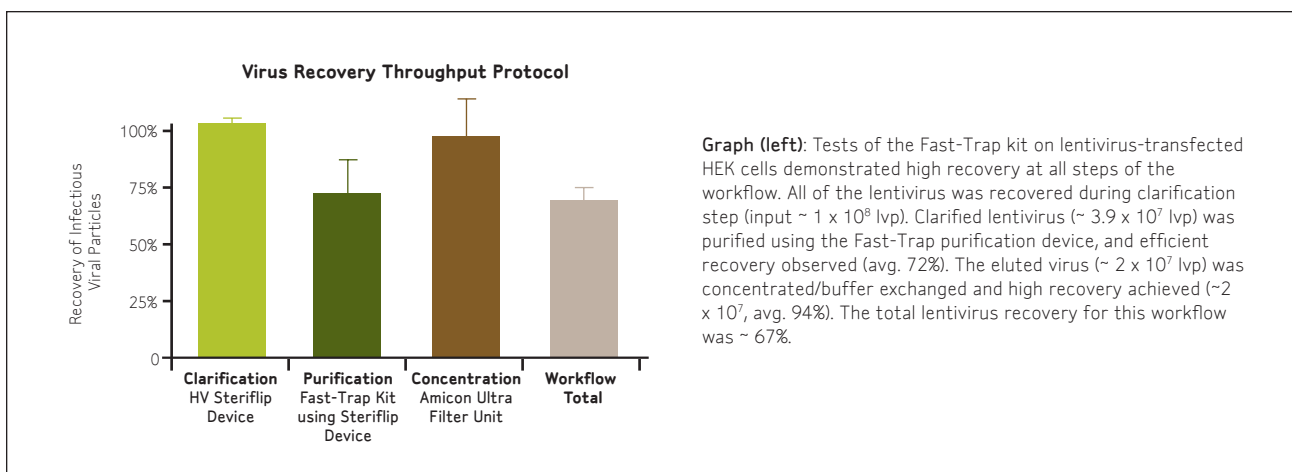 Virus Recovery Throughput Protocol
Recovery of Infectious
Viral Particles
100%
75%
50%
25%
0
Clarification
HV Steriflip
Device
Purification
Fast-Trap Kit
using Steriflip
Device
Concentration
Amicon Ultra
Filter Unit
Workflow
Total
Graph (left): Tests of the Fast-Trap kit on lentivirus-transfected
HEK cells demonstrated high recovery at all steps of the
workflow. All of the lentivirus was recovered during clarification
step (input ~ 1 x 10⁸ lvp). Clarified lentivirus (~ 3.9 x 10⁷ lvp) was
purified using the Fast-Trap purification device, and efficient
recovery observed (avg. 72%). The eluted virus (~ 2 x 10⁷ lvp) was
concentrated/buffer exchanged and high recovery achieved (~2
x 10⁷, avg. 94%). The total lentivirus recovery for this workflow
was ~ 67%.